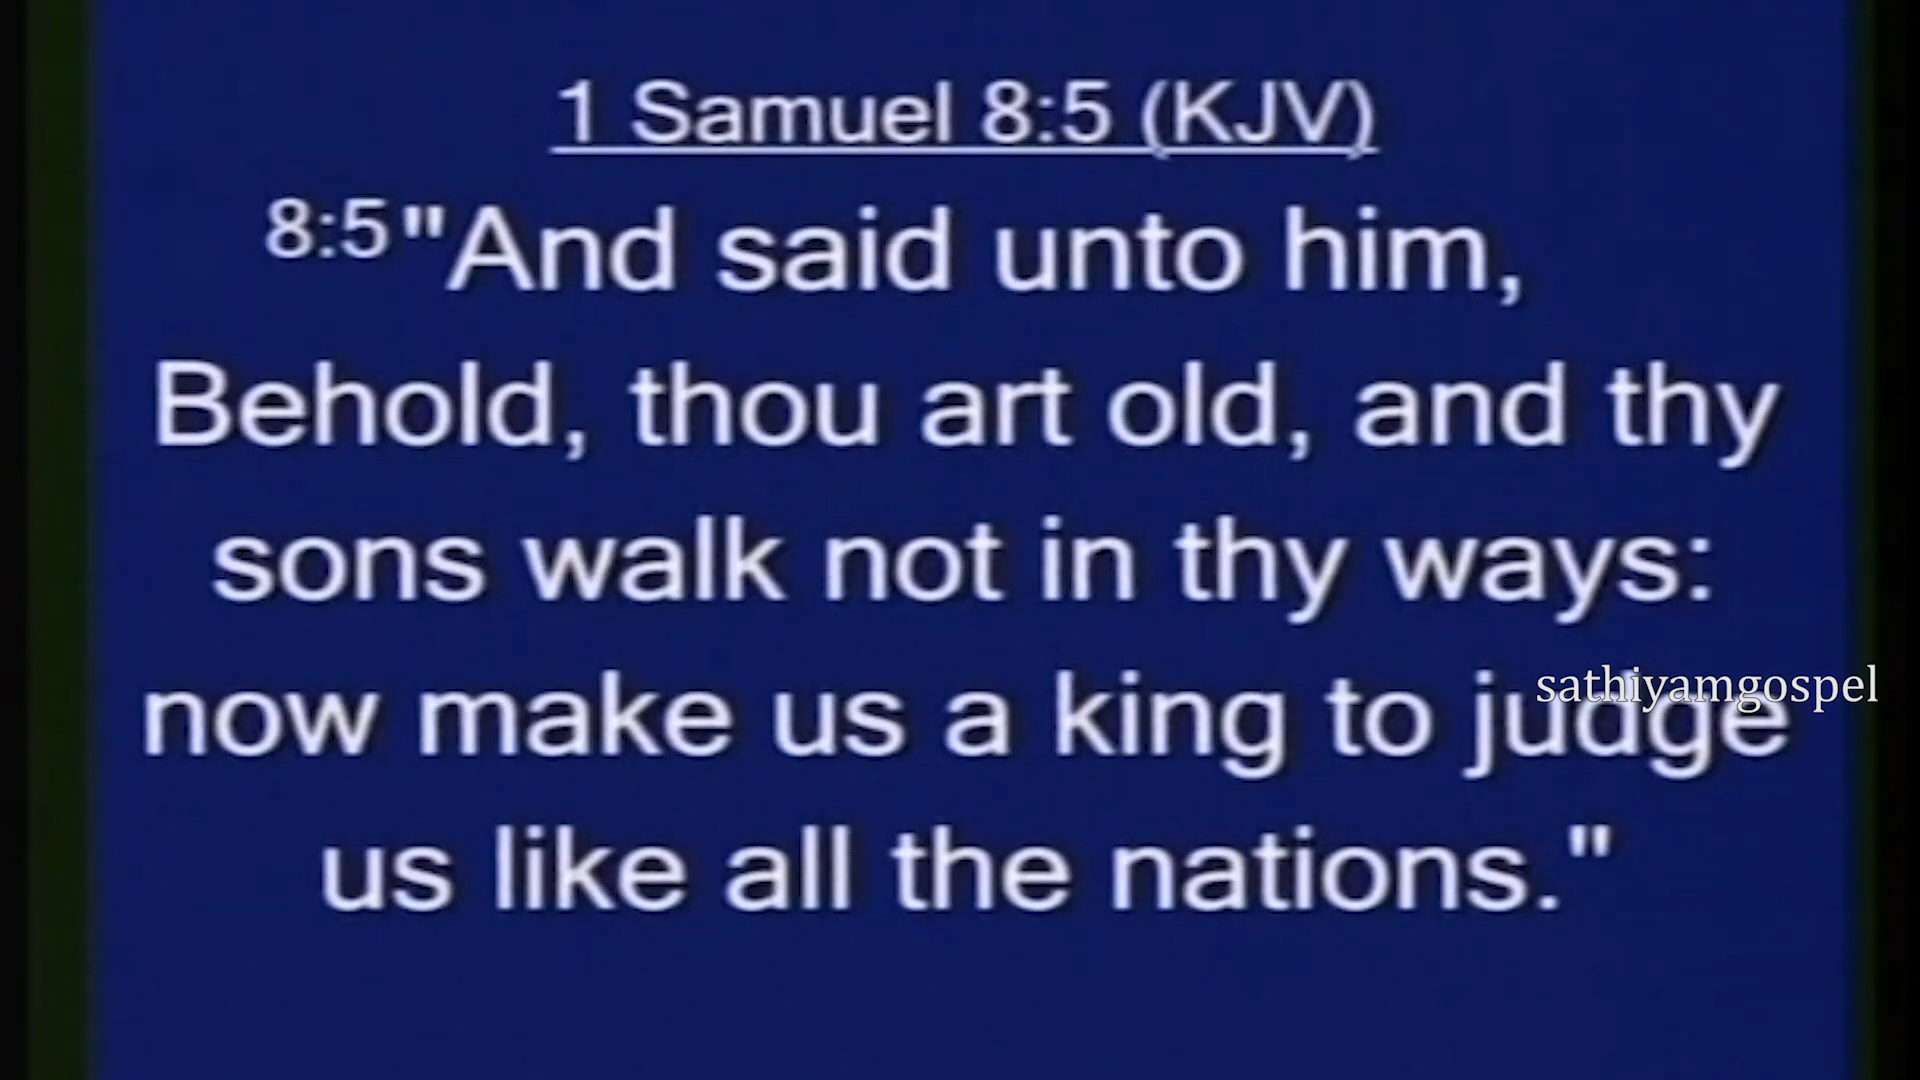 1 Samuel 8:5 (KJV)
8:5 "And said unto him,
Behold, thou art old, and thy
sons walk not in thy ways:
now make us a king to judge
us like all the nations."
sathiyamgospel